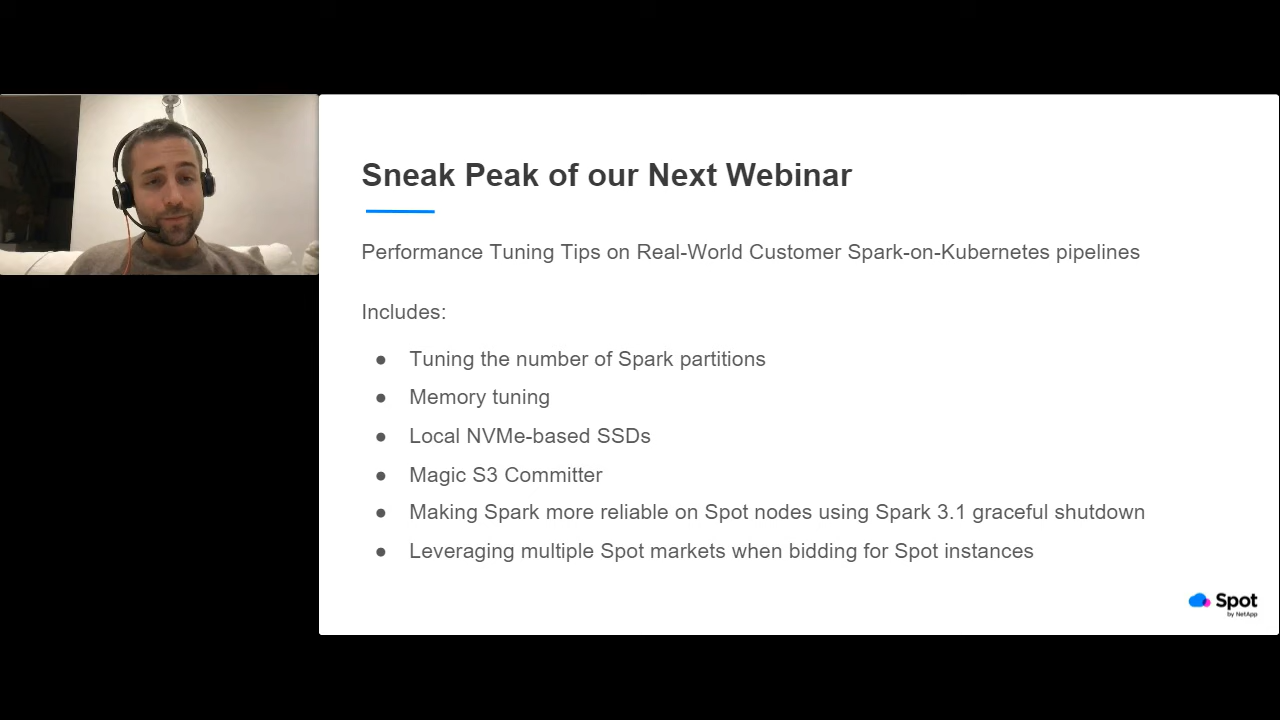 Sneak Peak of our Next Webinar
Performance Tuning Tips on Real-World Customer Spark-on-Kubernetes pipelines
Includes:
● Tuning the number of Spark partitions
● Memory tuning
● Local NVMe-based SSDs
● Magic S3 Committer
● Making Spark more reliable on Spot nodes using Spark 3.1 graceful shutdown
● Leveraging multiple Spot markets when bidding for Spot instances
Spot
by NetApp